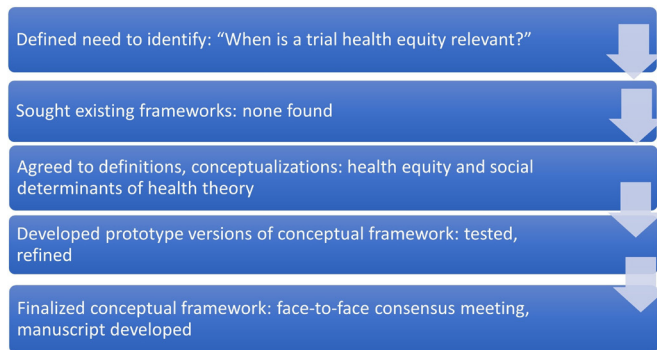 Defined need to identify: “When is a trial health equity relevant?”
Sought existing frameworks: none found
Agreed to definitions, conceptualizations: health equity and social
determinants of health theory
Developed prototype versions of conceptual framework: tested,
refined
Finalized conceptual framework: face-to-face consensus meeting,
manuscript developed